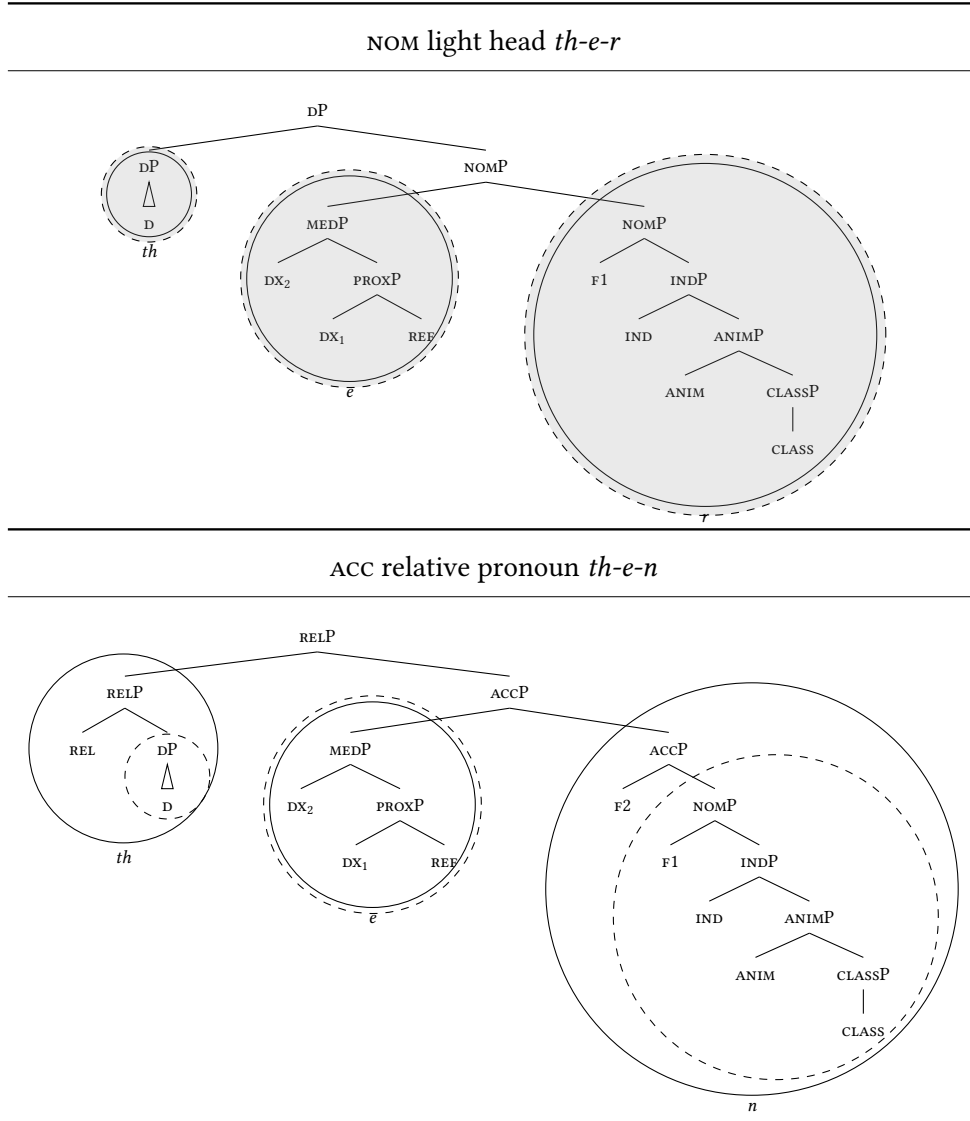 NOM light head th-e-r
DP
DP
NOMP
D
th
MEDP
NOMP
DX₂
PROXP
F1
INDP
DX₁
REF
IND
ANIMP
ē
ANIM
CLASSP
CLASS
r
ACC relative pronoun th-e-n
RELP
RELP
ACCP
REL
DP
MEDP
ACCP
D
DX₂
PROXP
F2
NOMP
th
DX₁
REF
F1
INDP
ē
IND
ANIMP
ANIM
CLASSP
CLASS
n